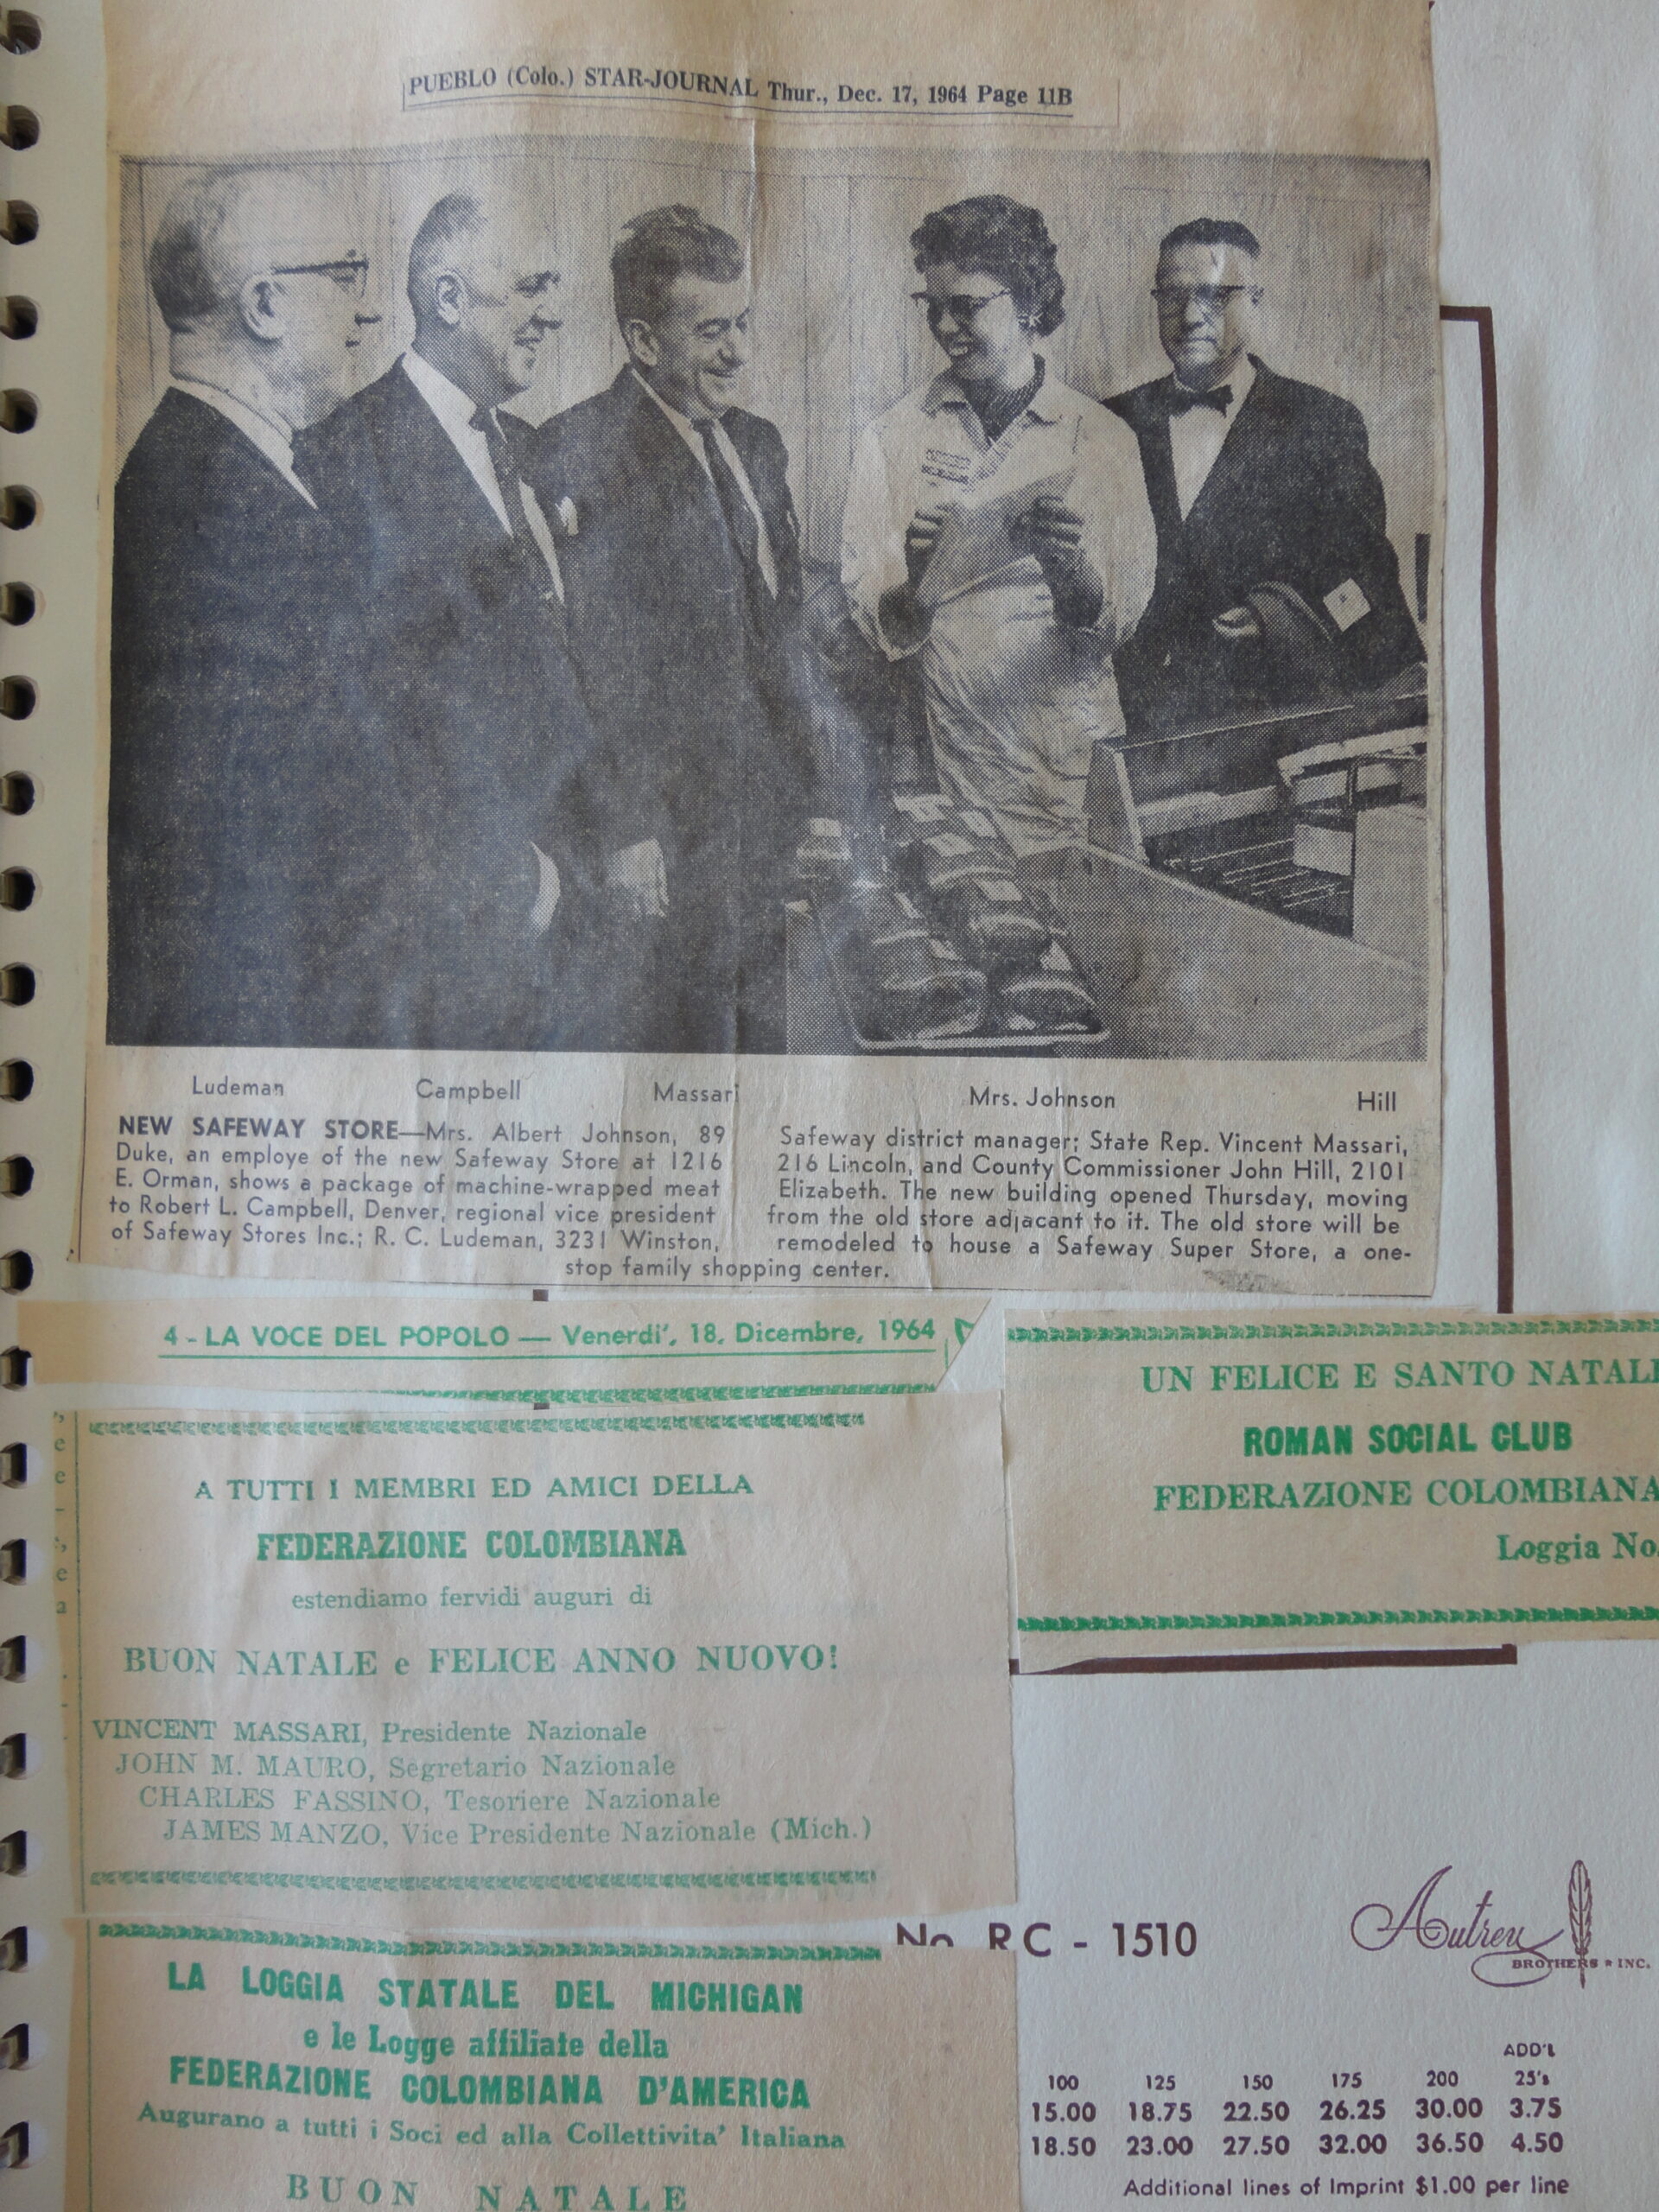 PUEBLO (Colo.) STAR-JOURNAL Thur., Dec. 17, 1964 Page 11B
Ludeman Campbell Massari Mrs. Johnson Hill
NEW SAFEWAY STORE—Mrs. Albert Johnson, 89
Duke, an employe of the new Safeway Store at 1216
E. Orman, shows a package of machine-wrapped meat
to Robert L. Campbell, Denver, regional vice president
of Safeway Stores Inc.; R. C. Ludeman, 3231 Winston,
Safeway district manager; State Rep. Vincent Massari,
216 Lincoln, and County Commissioner John Hill, 2101
Elizabeth. The new building opened Thursday, moving
from the old store adjacant to it. The old store will be
remodeled to house a Safeway Super Store, a one-
stop family shopping center.
4 - LA VOCE DEL POPOLO — Venerdi', 18, Dicembre, 1964
A TUTTI I MEMBRI ED AMICI DELLA
FEDERAZIONE COLOMBIANA
estendiamo fervidi auguri di
BUON NATALE e FELICE ANNO NUOVO!
VINCENT MASSARI, Presidente Nazionale
JOHN M. MAURO, Segretario Nazionale
CHARLES FASSINO, Tesoriere Nazionale
JAMES MANZO, Vice Presidente Nazionale (Mich.)
UN FELICE E SANTO NATALE
ROMAN SOCIAL CLUB
FEDERAZIONE COLOMBIANA
Loggia No.
LA LOGGIA STATALE DEL MICHIGAN
e le Logge affiliate della
FEDERAZIONE COLOMBIANA D'AMERICA
Augurano a tutti i Soci ed alla Collettivita' Italiana
BUON NATALE
No. RC - 1510
Autrey
BROTHERS * INC.
ADD'L
100 125 150 175 200 25's
15.00 18.75 22.50 26.25 30.00 3.75
18.50 23.00 27.50 32.00 36.50 4.50
Additional lines of Imprint $1.00 per line